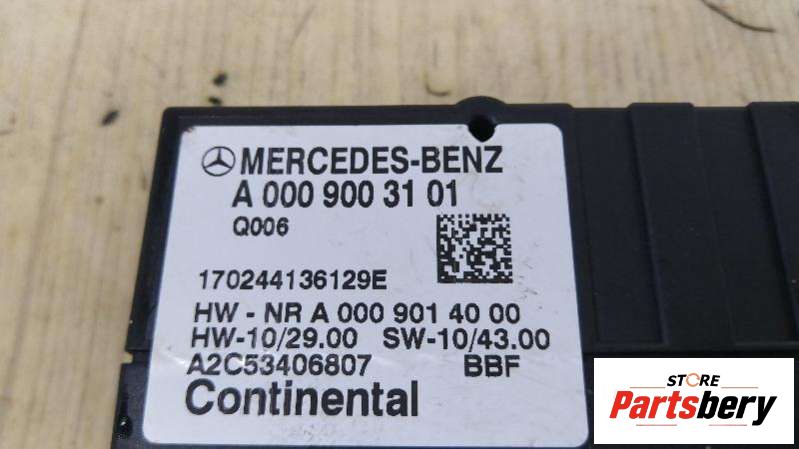 MERCEDES-BENZ
A 000 900 31 01
Q006
170244136129E
HW - NR A 000 901 40 00
HW-10/29.00 SW-10/43.00
A2C53406807 BBF
Continental
STORE
Partsbery